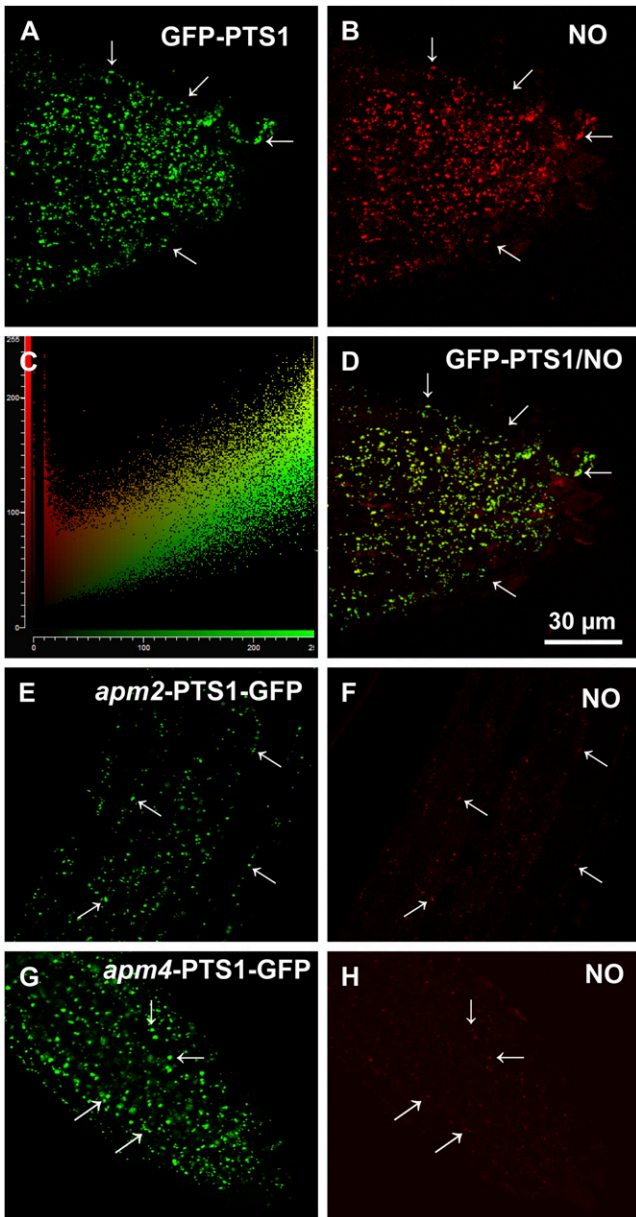 A GFP-PTS1
B NO
C
255
200
100
0
0 100 200
D GFP-PTS1/NO
30 µm
E apm2-PTS1-GFP
F NO
G apm4-PTS1-GFP
H NO